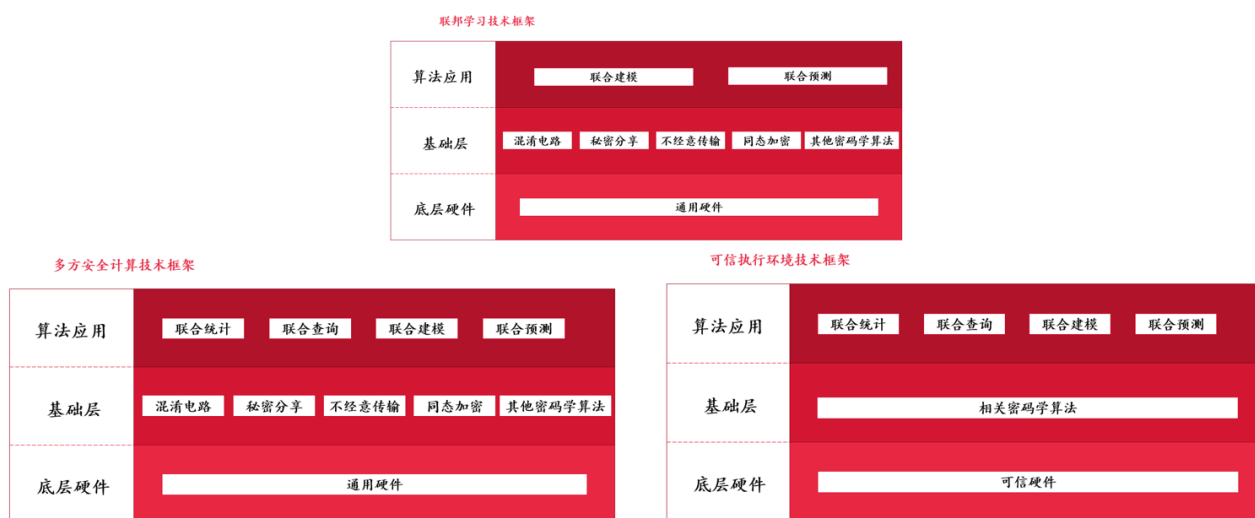 联邦学习技术框架
算法应用 联合建模 联合预测
基础层 混淆电路 秘密分享 不经意传输 同态加密 其他密码学算法
底层硬件 通用硬件
多方安全计算技术框架
算法应用 联合统计 联合查询 联合建模 联合预测
基础层 混淆电路 秘密分享 不经意传输 同态加密 其他密码学算法
底层硬件 通用硬件
可信执行环境技术框架
算法应用 联合统计 联合查询 联合建模 联合预测
基础层 相关密码学算法
底层硬件 可信硬件